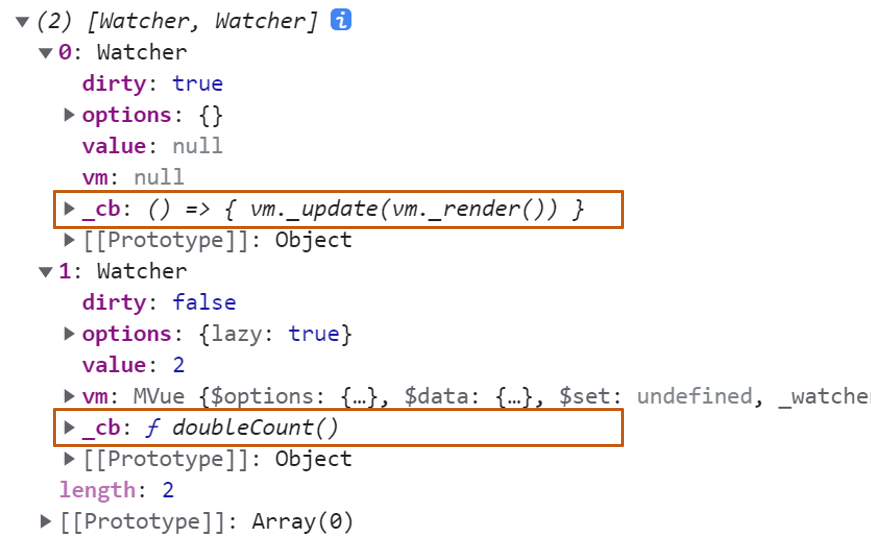 (2) [Watcher, Watcher] i
0: Watcher
dirty: true
options: {}
value: null
vm: null
_cb: () => { vm._update(vm._render()) }
[[Prototype]]: Object
1: Watcher
dirty: false
options: {lazy: true}
value: 2
vm: MVue {$options: {…}, $data: {…}, $set: undefined, _watcher
_cb: ƒ doubleCount()
[[Prototype]]: Object
length: 2
[[Prototype]]: Array(0)